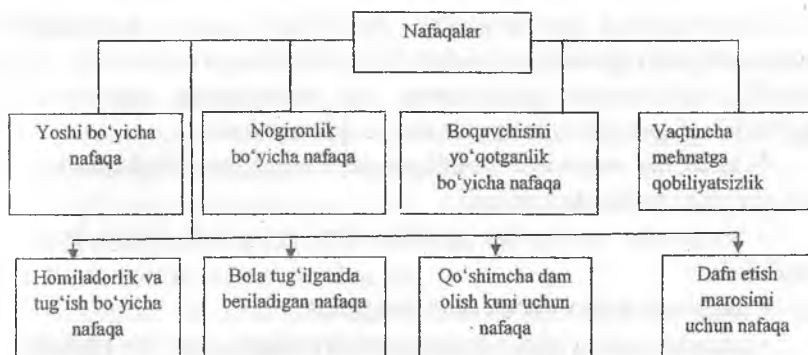 Nafaqalar
Yoshi bo‘yicha
nafaqa
Nogironlik
bo‘yicha nafaqa
Boquvchisini
yo‘qotganlik
bo‘yicha nafaqa
Vaqtincha
mehnatga
qobiliyatsizlik
Homiladorlik va
tug‘ish bo‘yicha
nafaqa
Bola tug‘ilganda
beriladigan nafaqa
Qo‘shimcha dam
olish kuni uchun
nafaqa
Dafn etish
marosimi
uchun nafaqa